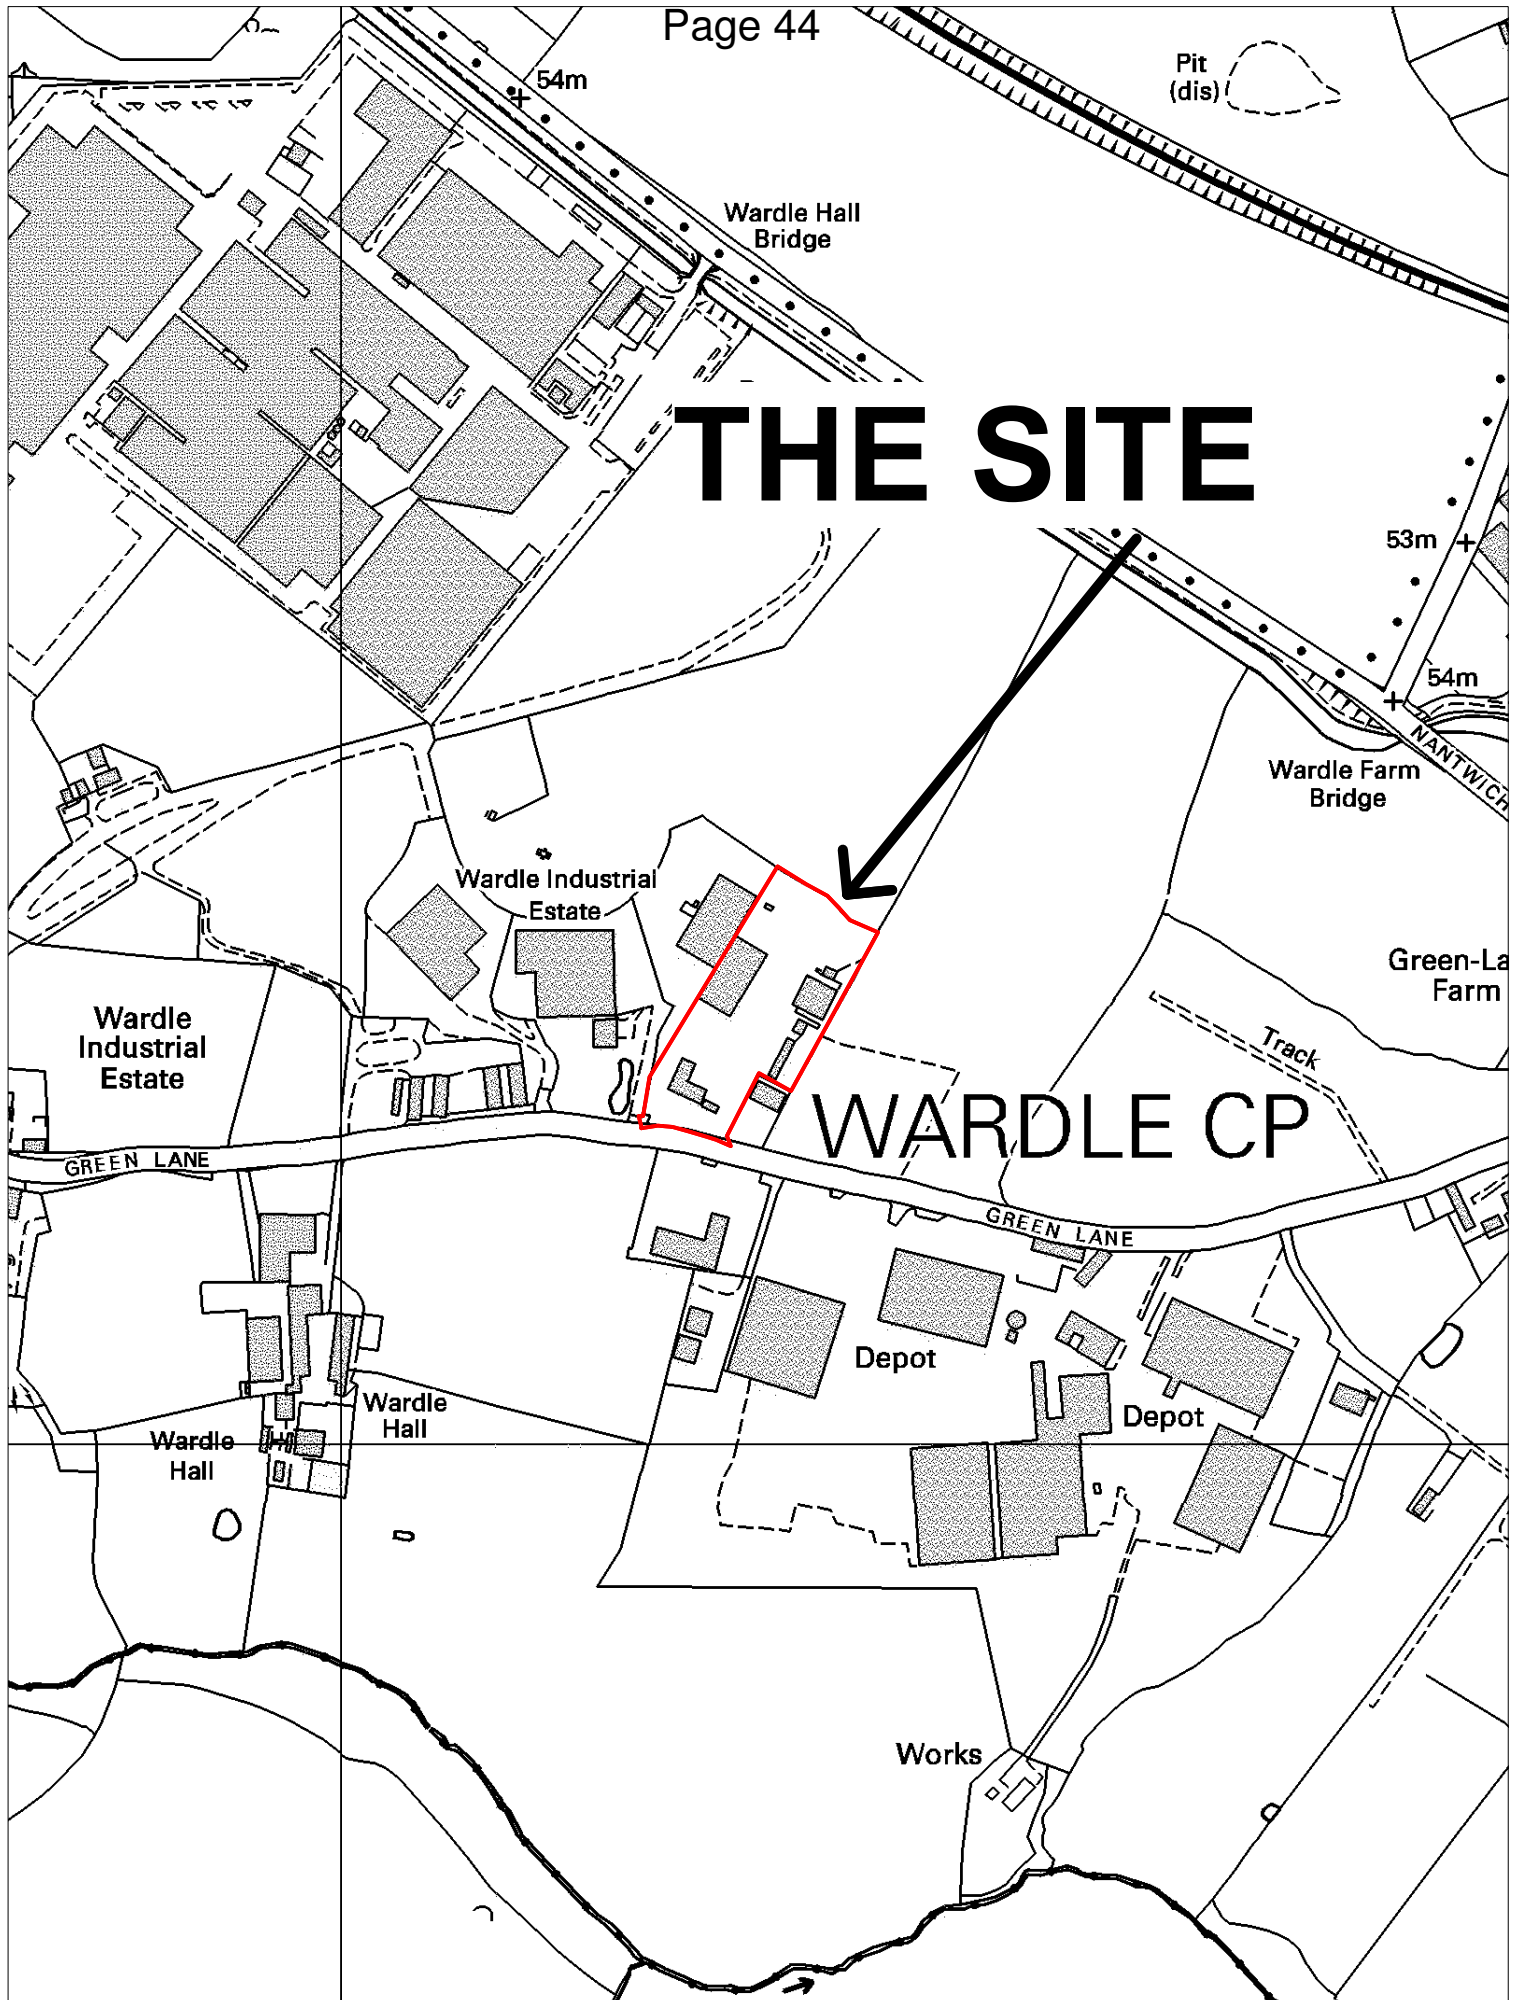 Page 44
Pit
(dis)
54m
Wardle Hall
Bridge
THE SITE
53m
54m
NANTWICH
Wardle Farm
Bridge
Wardle Industrial
Estate
Green-La
Farm
Wardle
Industrial
Estate
Track
WARDLE CP
GREEN LANE
GREEN LANE
Depot
Wardle
Hall
Depot
Wardle
Hall
Works